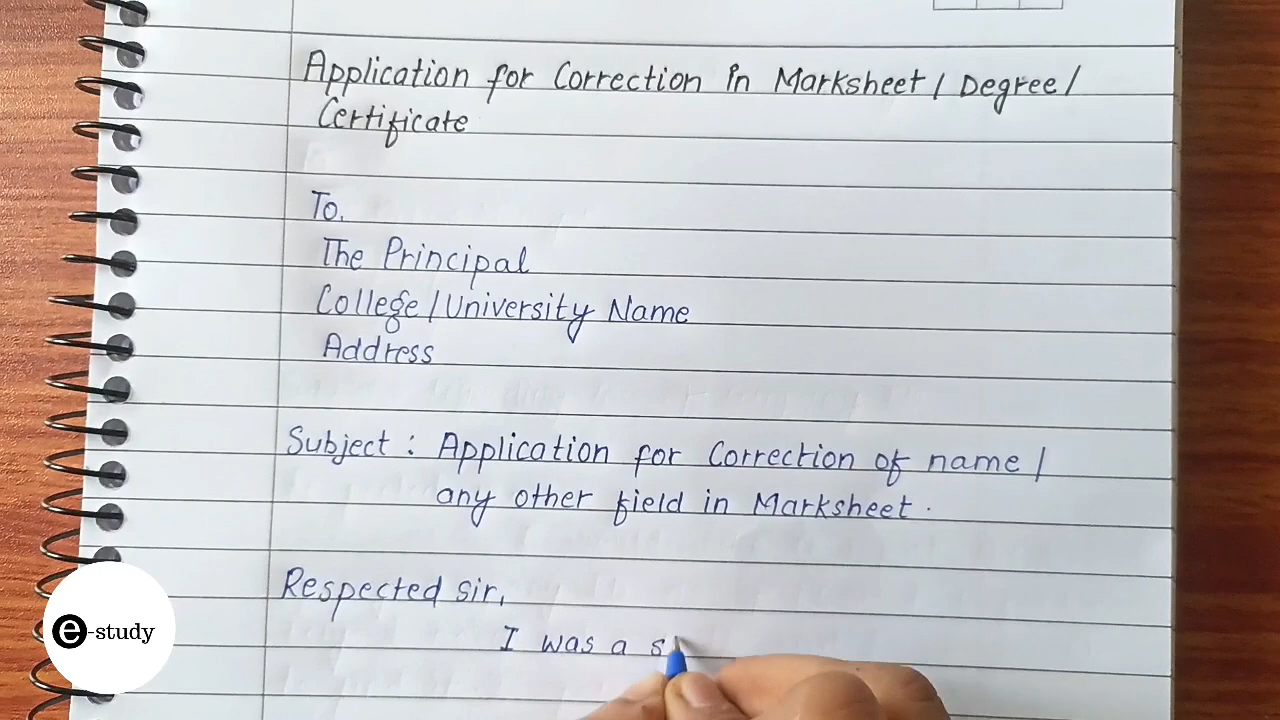 Application for Correction in Marksheet / Degree /
Certificate
To,
The Principal
College / University Name
Address
Subject : Application for Correction of name /
any other field in Marksheet.
Respected Sir,
I was a s
e-study